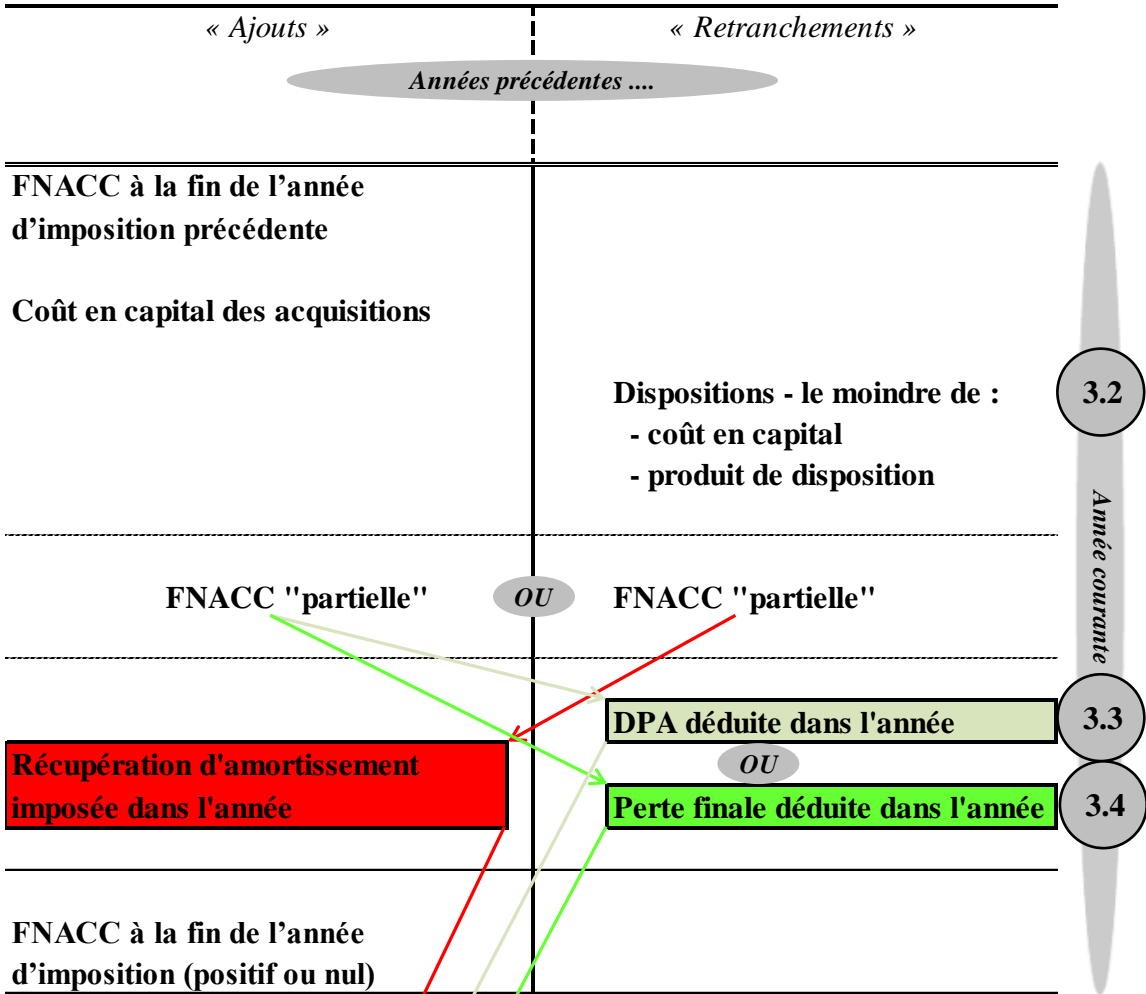 « Ajouts »
« Retranchements »
Années précédentes ....
FNACC à la fin de l’année
d’imposition précédente
Coût en capital des acquisitions
Dispositions - le moindre de :
- coût en capital
- produit de disposition
3.2
Année courante
FNACC "partielle"
OU
FNACC "partielle"
DPA déduite dans l'année
3.3
Récupération d'amortissement
imposée dans l'année
OU
Perte finale déduite dans l'année
3.4
FNACC à la fin de l’année
d’imposition (positif ou nul)